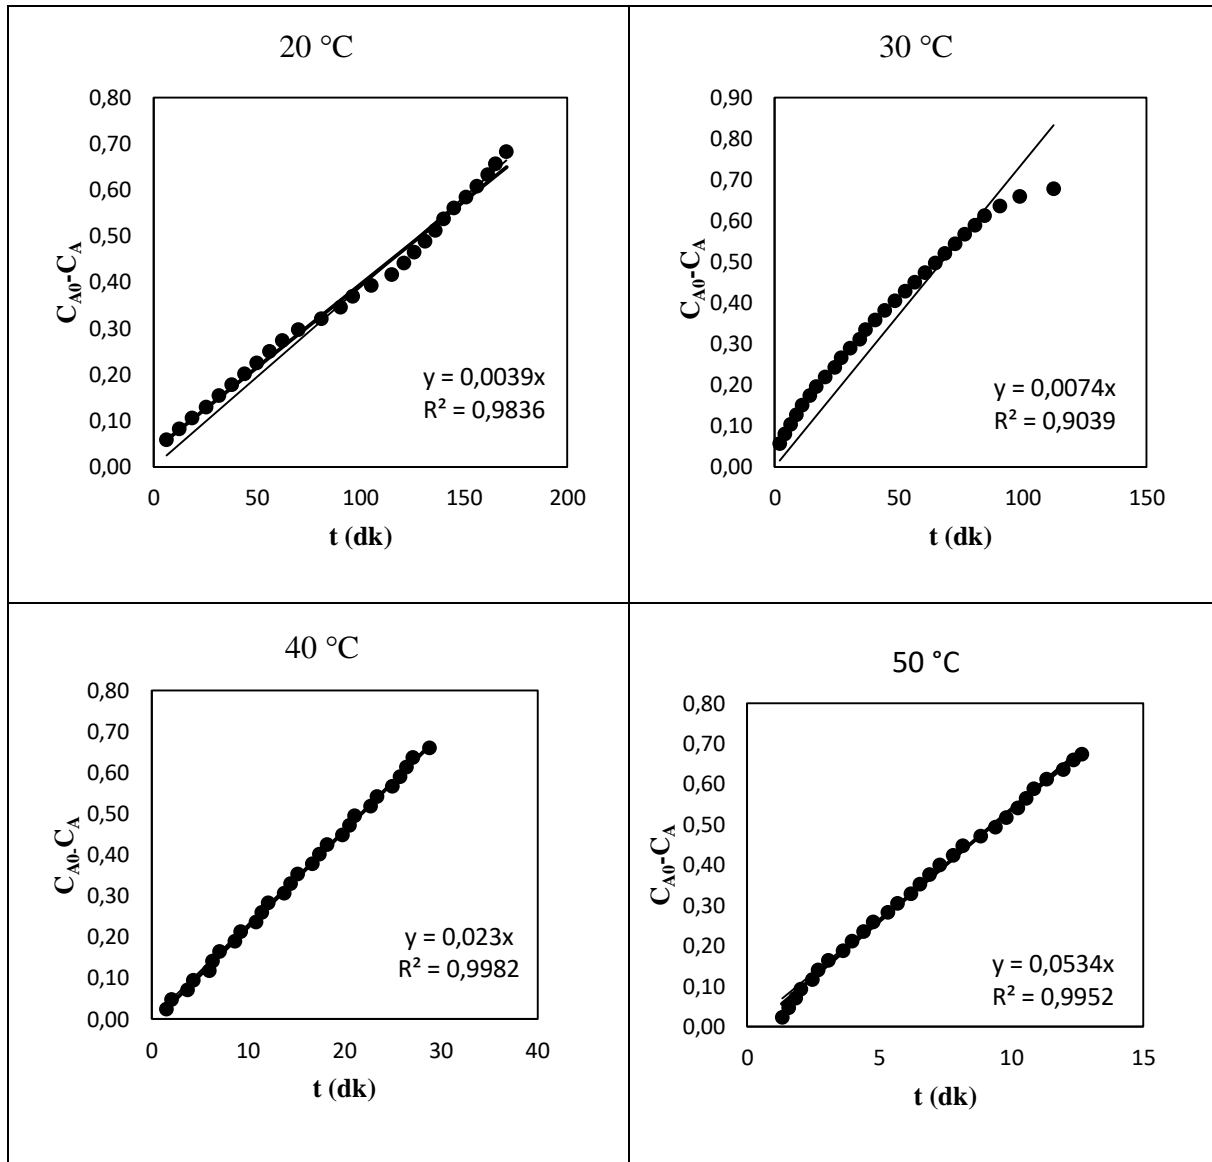 20 °C
0,80
0,70
0,60
0,50
0,40
0,30
0,20
0,10
0,00
C_A0-C_A
y = 0,0039x
R² = 0,9836
0 50 100 150 200
t (dk)
30 °C
0,90
0,80
0,70
0,60
0,50
0,40
0,30
0,20
0,10
0,00
C_A0-C_A
y = 0,0074x
R² = 0,9039
0 50 100 150
t (dk)
40 °C
0,80
0,70
0,60
0,50
0,40
0,30
0,20
0,10
0,00
C_A0-C_A
y = 0,023x
R² = 0,9982
0 10 20 30 40
t (dk)
50 °C
0,80
0,70
0,60
0,50
0,40
0,30
0,20
0,10
0,00
C_A0-C_A
y = 0,0534x
R² = 0,9952
0 5 10 15
t (dk)